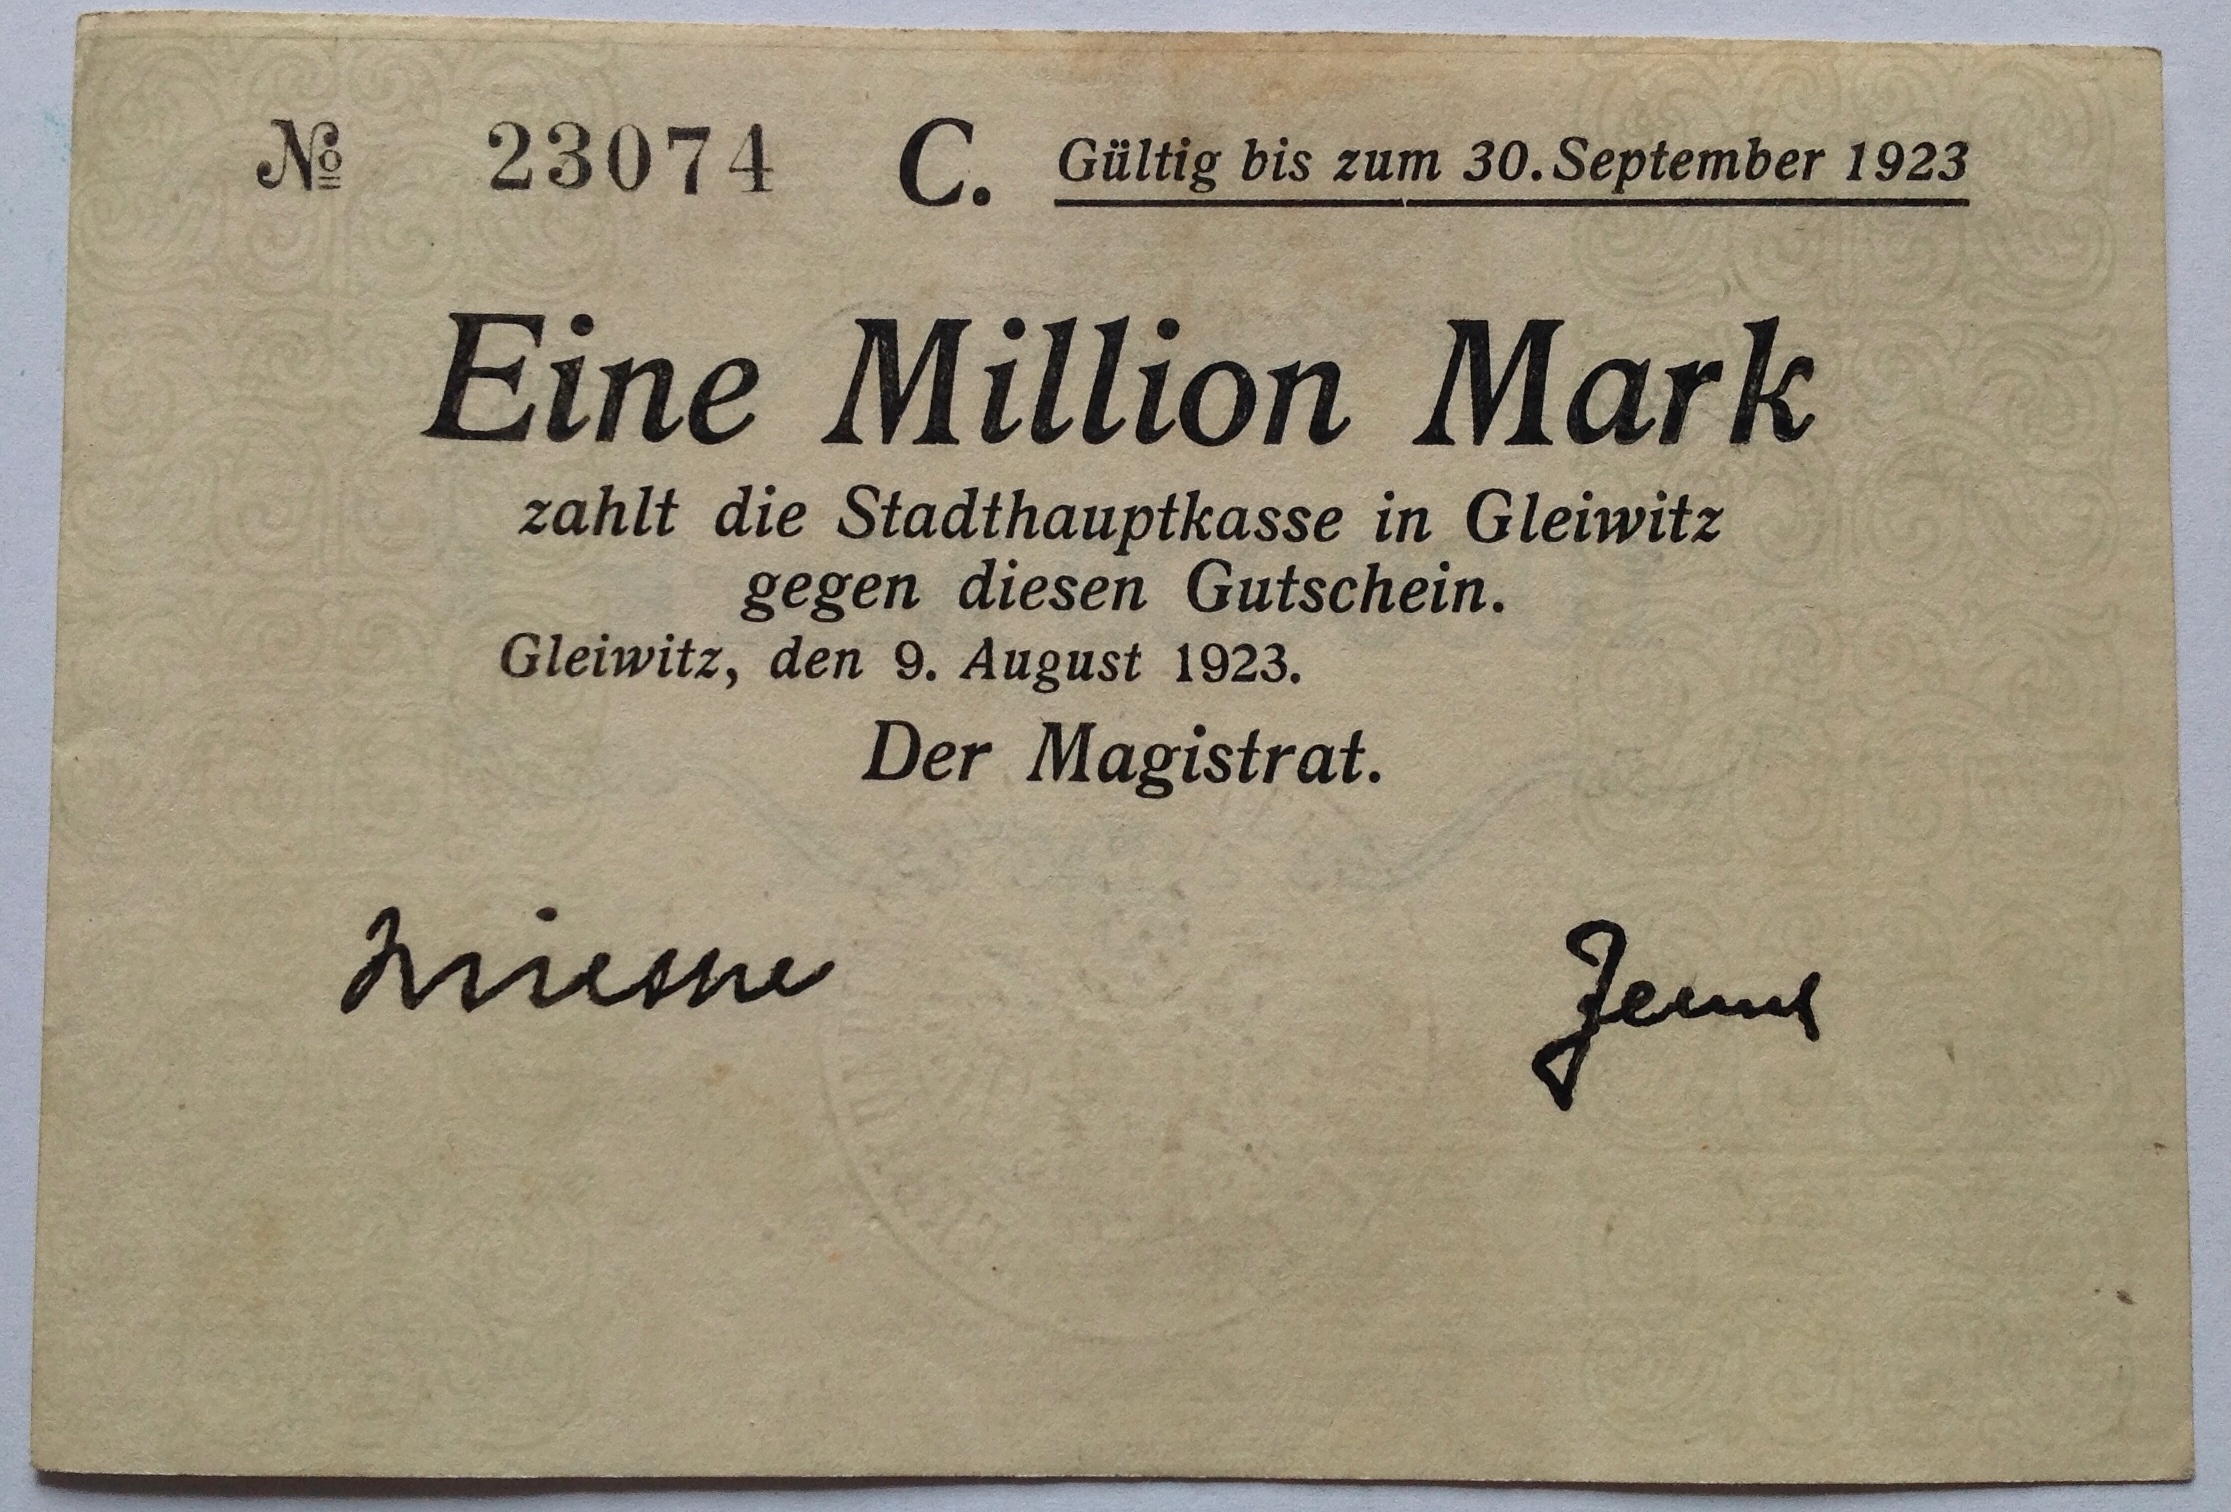 № 23074 C. Gültig bis zum 30. September 1923
Eine Million Mark
zahlt die Stadthauptkasse in Gleiwitz
gegen diesen Gutschein.
Gleiwitz, den 9. August 1923.
Der Magistrat.